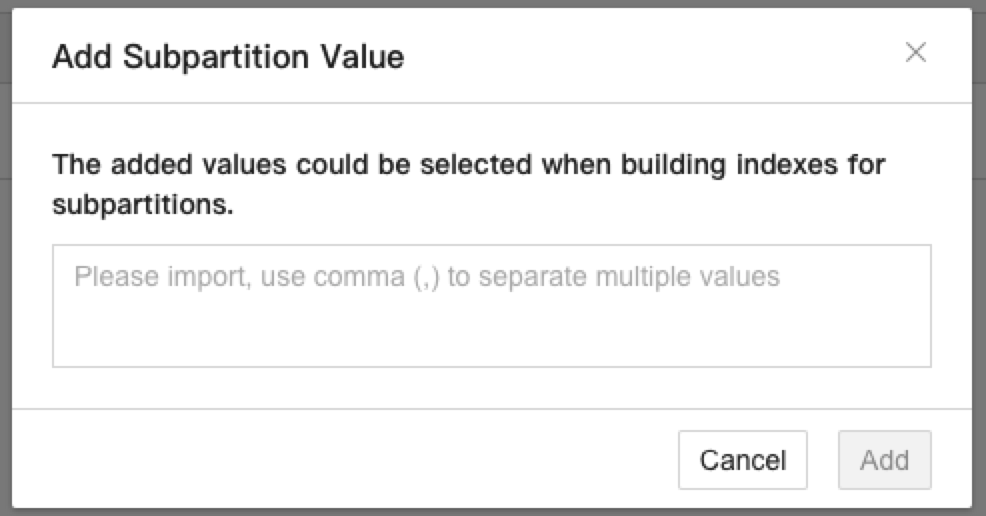 Add Subpartition Value
The added values could be selected when building indexes for
subpartitions.
Please import, use comma (,) to separate multiple values
Cancel
Add